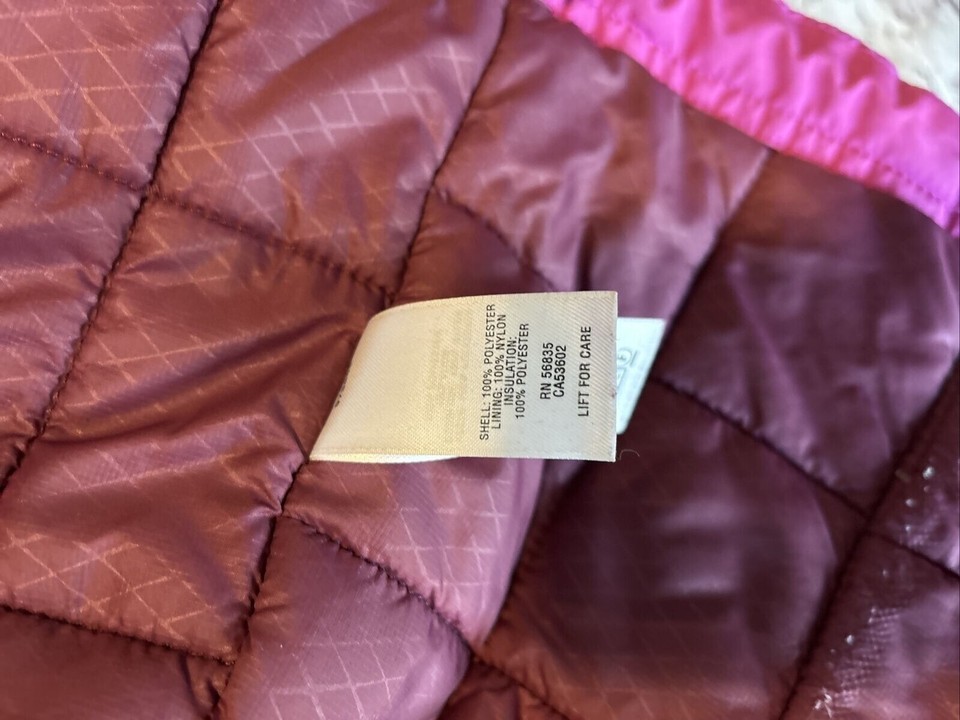 SHELL: 100% POLYESTER
LINING: 100% NYLON
INSULATION:
100% POLYESTER
RN 56835
CA53602
LIFT FOR CARE